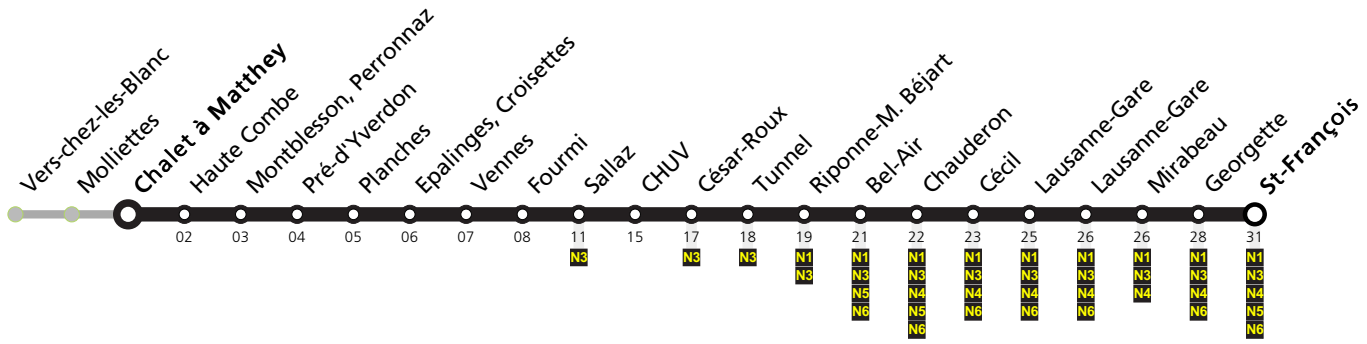 Vers-chez-les-Blanc
Molliettes
Chalet à Matthey
Haute Combe
Montblesson, Perronnaz
Pré-d'Yverdon
Planches
Epalinges, Croisettes
Vennes
Fourmi
Sallaz
CHUV
César-Roux
Tunnel
Riponne-M. Béjart
Bel-Air
Chauderon
Cécil
Lausanne-Gare
Lausanne-Gare
Mirabeau
Georgette
St-François
02 03 04 05 06 07 08 11 15 17 18 19 21 22 23 25 26 26 28 31
N3 N3 N3 N1 N1 N1 N1 N1 N1 N1 N1 N1
N3 N3 N3 N3 N3 N3 N3 N3 N3
N5 N4 N4 N4 N4 N4 N4 N4
N6 N5 N6 N6 N6 N6 N5
N6 N6